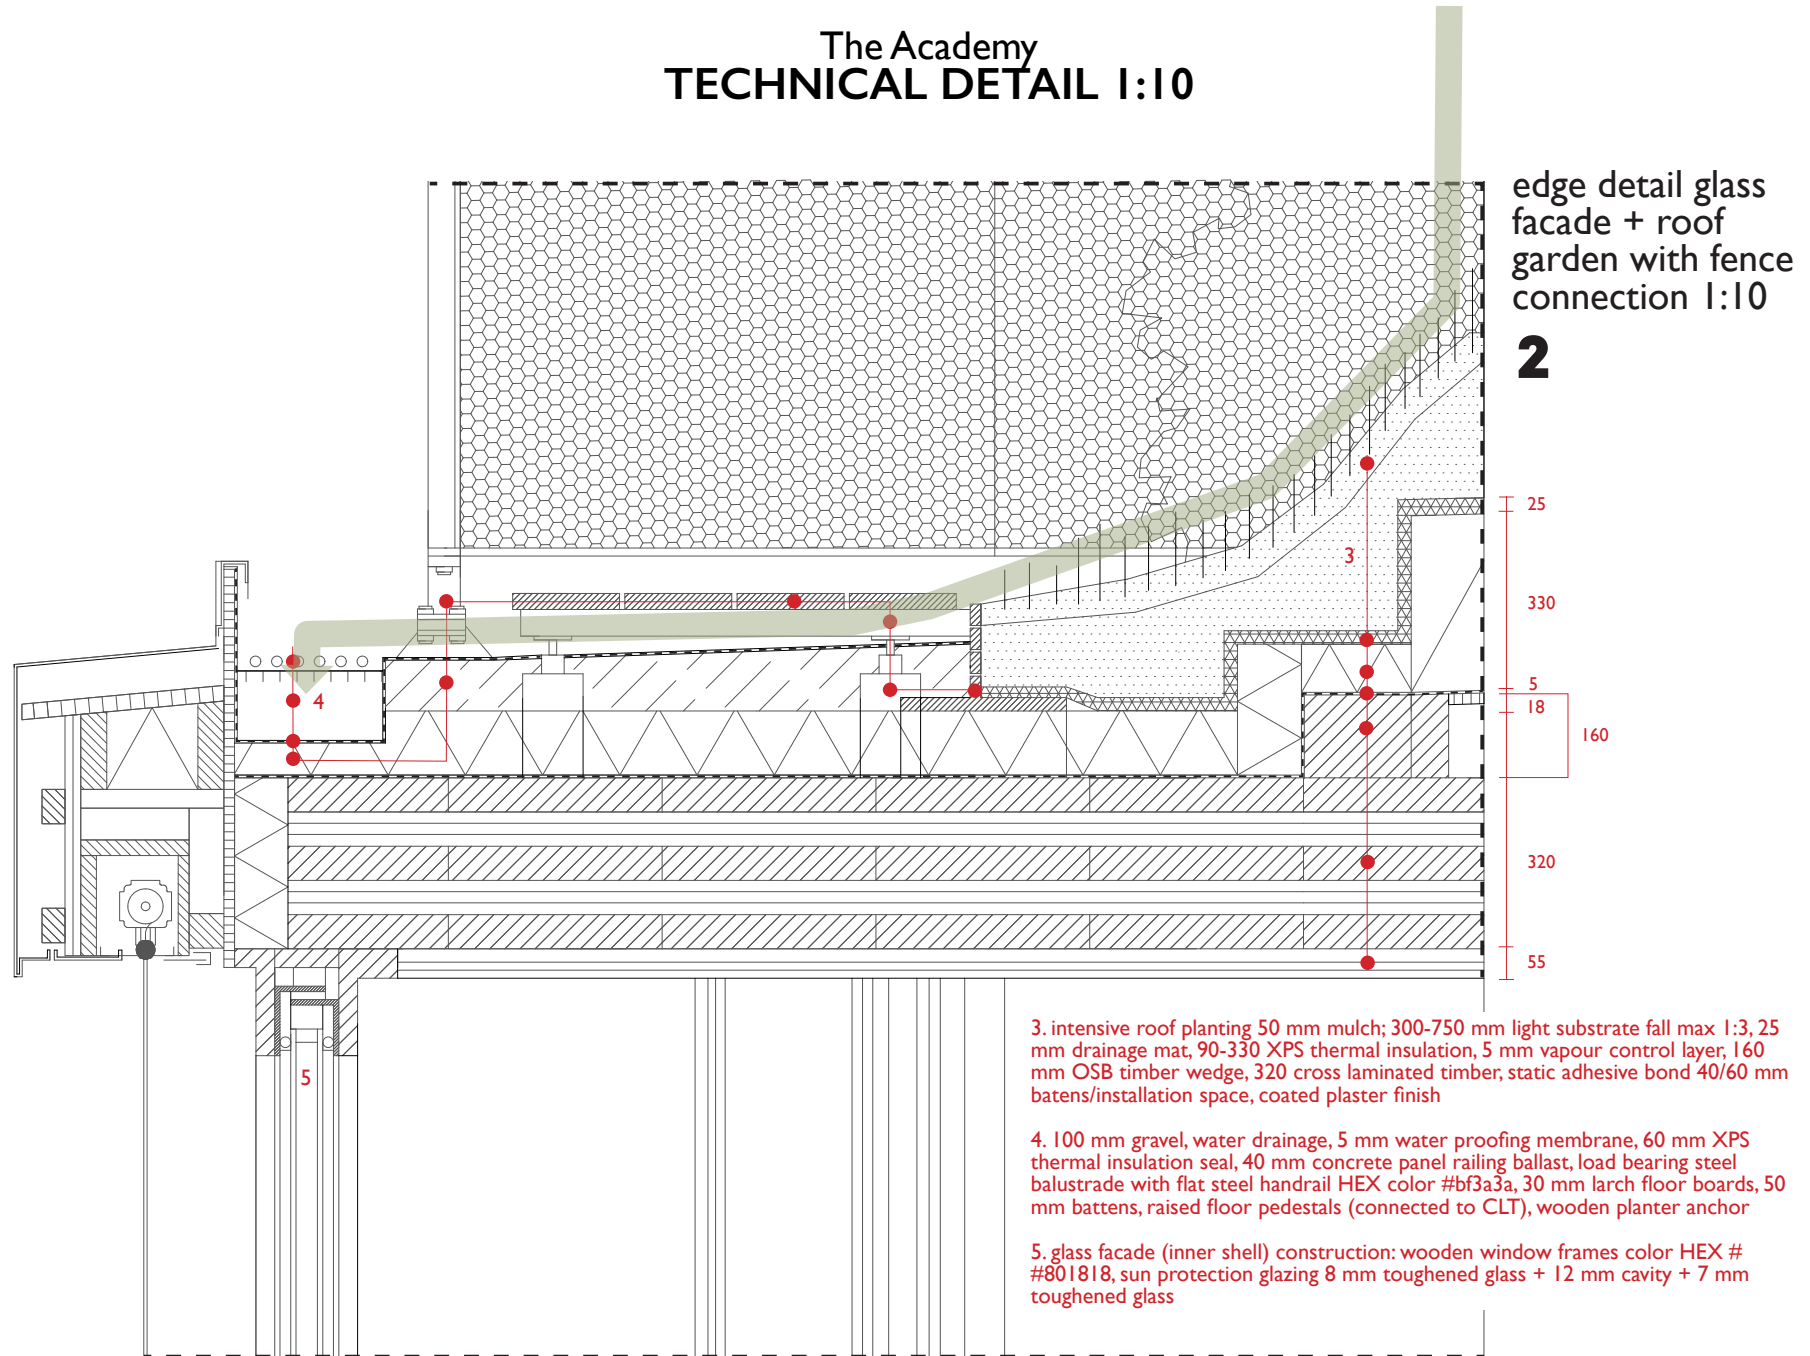 The Academy
TECHNICAL DETAIL 1:10
edge detail glass
facade + roof
garden with fence
connection 1:10
2
25
3
330
5
4
18
160
320
55
5
3. intensive roof planting 50 mm mulch; 300-750 mm light substrate fall max 1:3, 25
mm drainage mat, 90-330 XPS thermal insulation, 5 mm vapour control layer, 160
mm OSB timber wedge, 320 cross laminated timber, static adhesive bond 40/60 mm
batens/installation space, coated plaster finish
4. 100 mm gravel, water drainage, 5 mm water proofing membrane, 60 mm XPS
thermal insulation seal, 40 mm concrete panel railing ballast, load bearing steel
balustrade with flat steel handrail HEX color #bf3a3a, 30 mm larch floor boards, 50
mm battens, raised floor pedestals (connected to CLT), wooden planter anchor
5. glass facade (inner shell) construction: wooden window frames color HEX #
#801818, sun protection glazing 8 mm toughened glass + 12 mm cavity + 7 mm
toughened glass